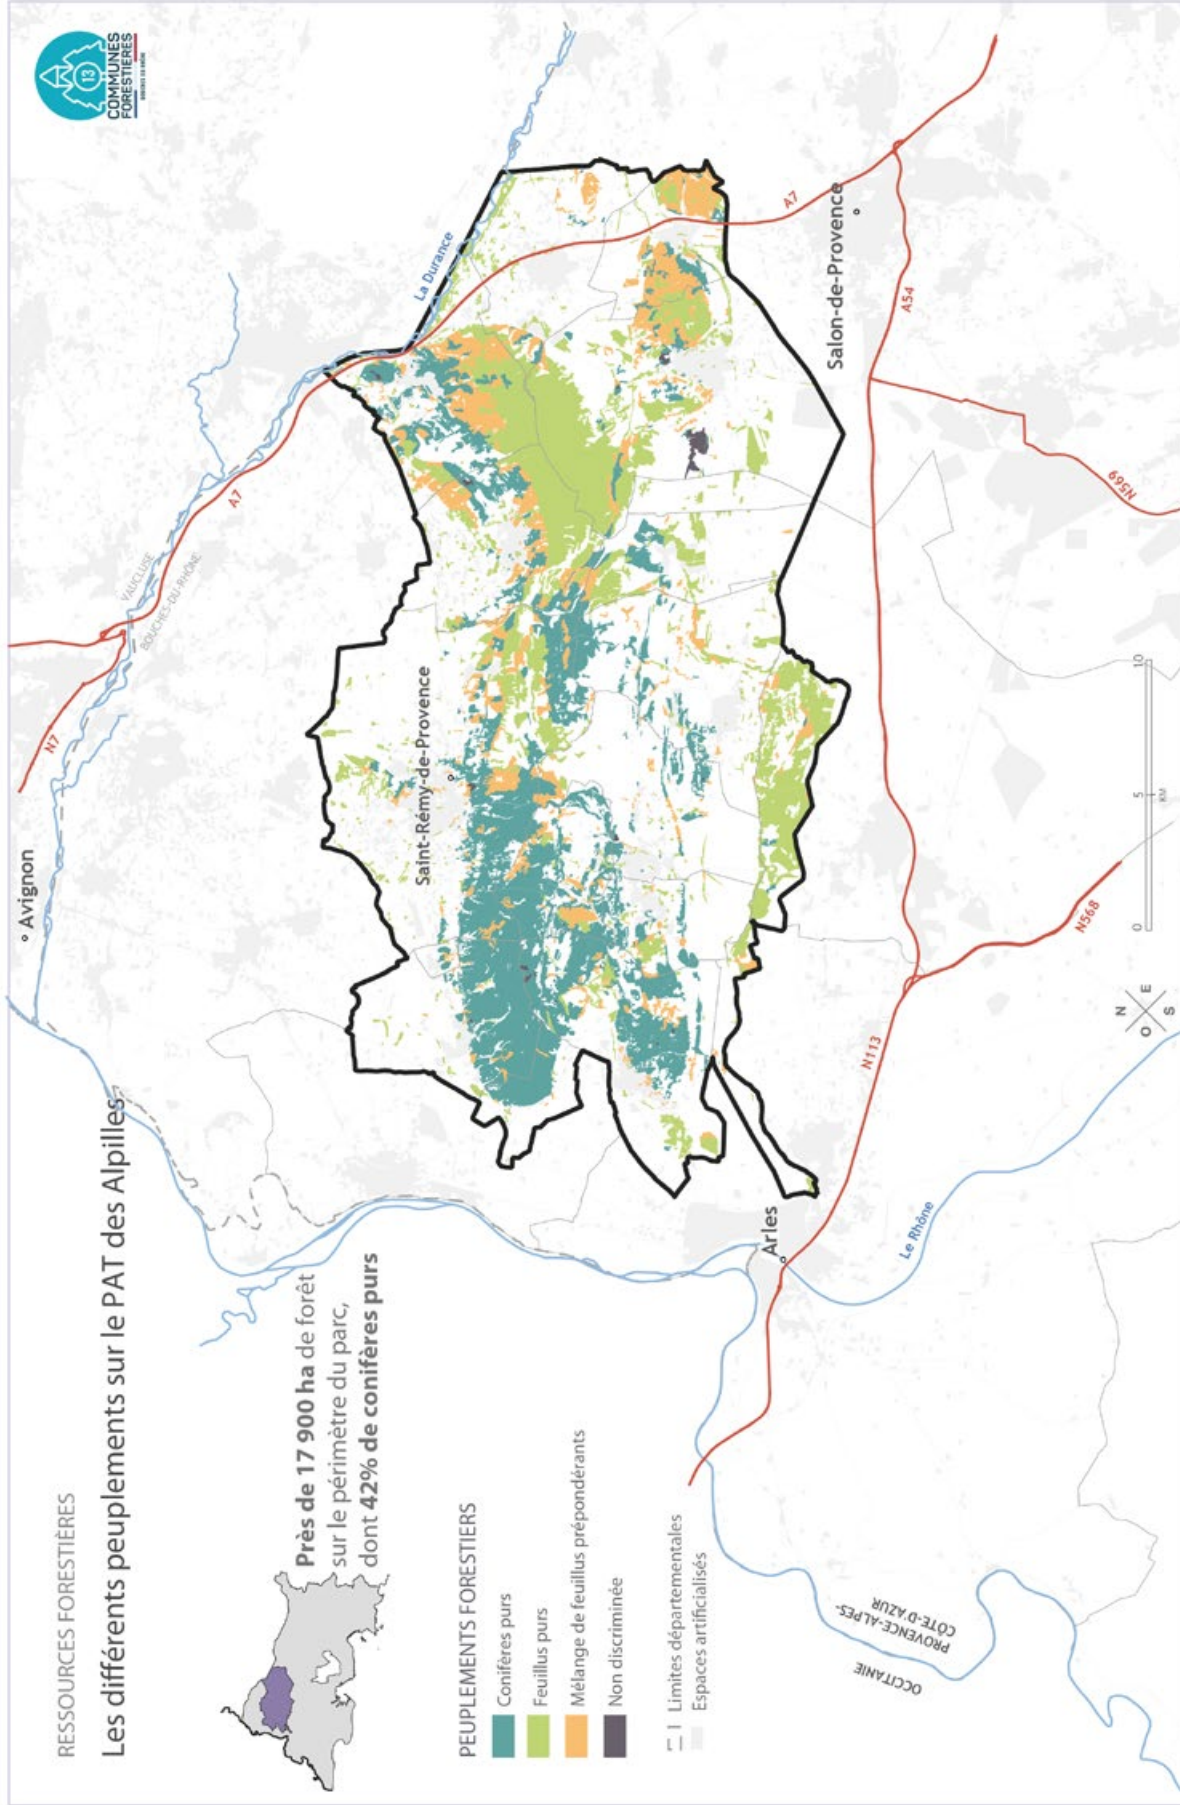 RESSOURCES FORESTIÈRES
Les différents peuplements sur le PAT des Alpilles
Près de 17 900 ha de forêt
sur le périmètre du parc,
dont 42% de conifères purs
PEUPLEMENTS FORESTIERS
Conifères purs
Feuillus purs
Mélange de feuillus prépondérants
Non discriminée
Limites départementales
Espaces artificialisés
13
COMMUNES
FORESTIÈRES
BOUCHES-DU-RHÔNE
Avignon
N7
A7
VAUCLUSE
BOUCHES-DU-RHÔNE
La Durance
Saint-Rémy-de-Provence
A7
Salon-de-Provence
A54
N569
Arles
N113
N568
Le Rhône
OCCITANIE
PROVENCE-ALPES-
CÔTE-D'AZUR
N
E
O
S
0
5
10
KM